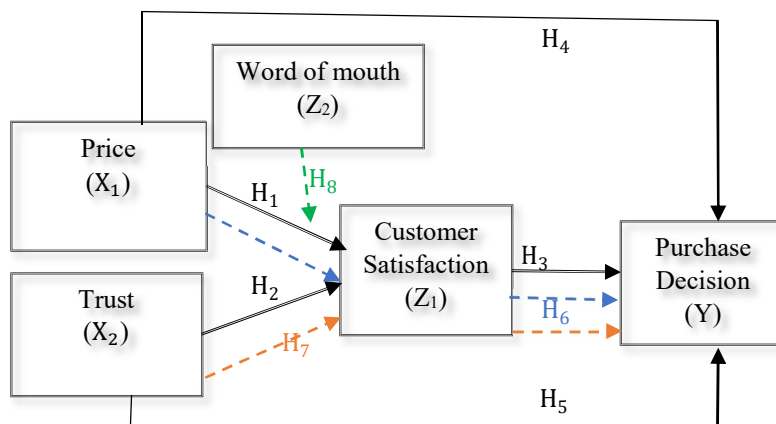 H₄
Word of mouth
(Z₂)
Price
(X₁)
H₈
H₁
Customer
Satisfaction
(Z₁)
H₃
Purchase
Decision
(Y)
H₂
Trust
(X₂)
H₆
H₇
H₅